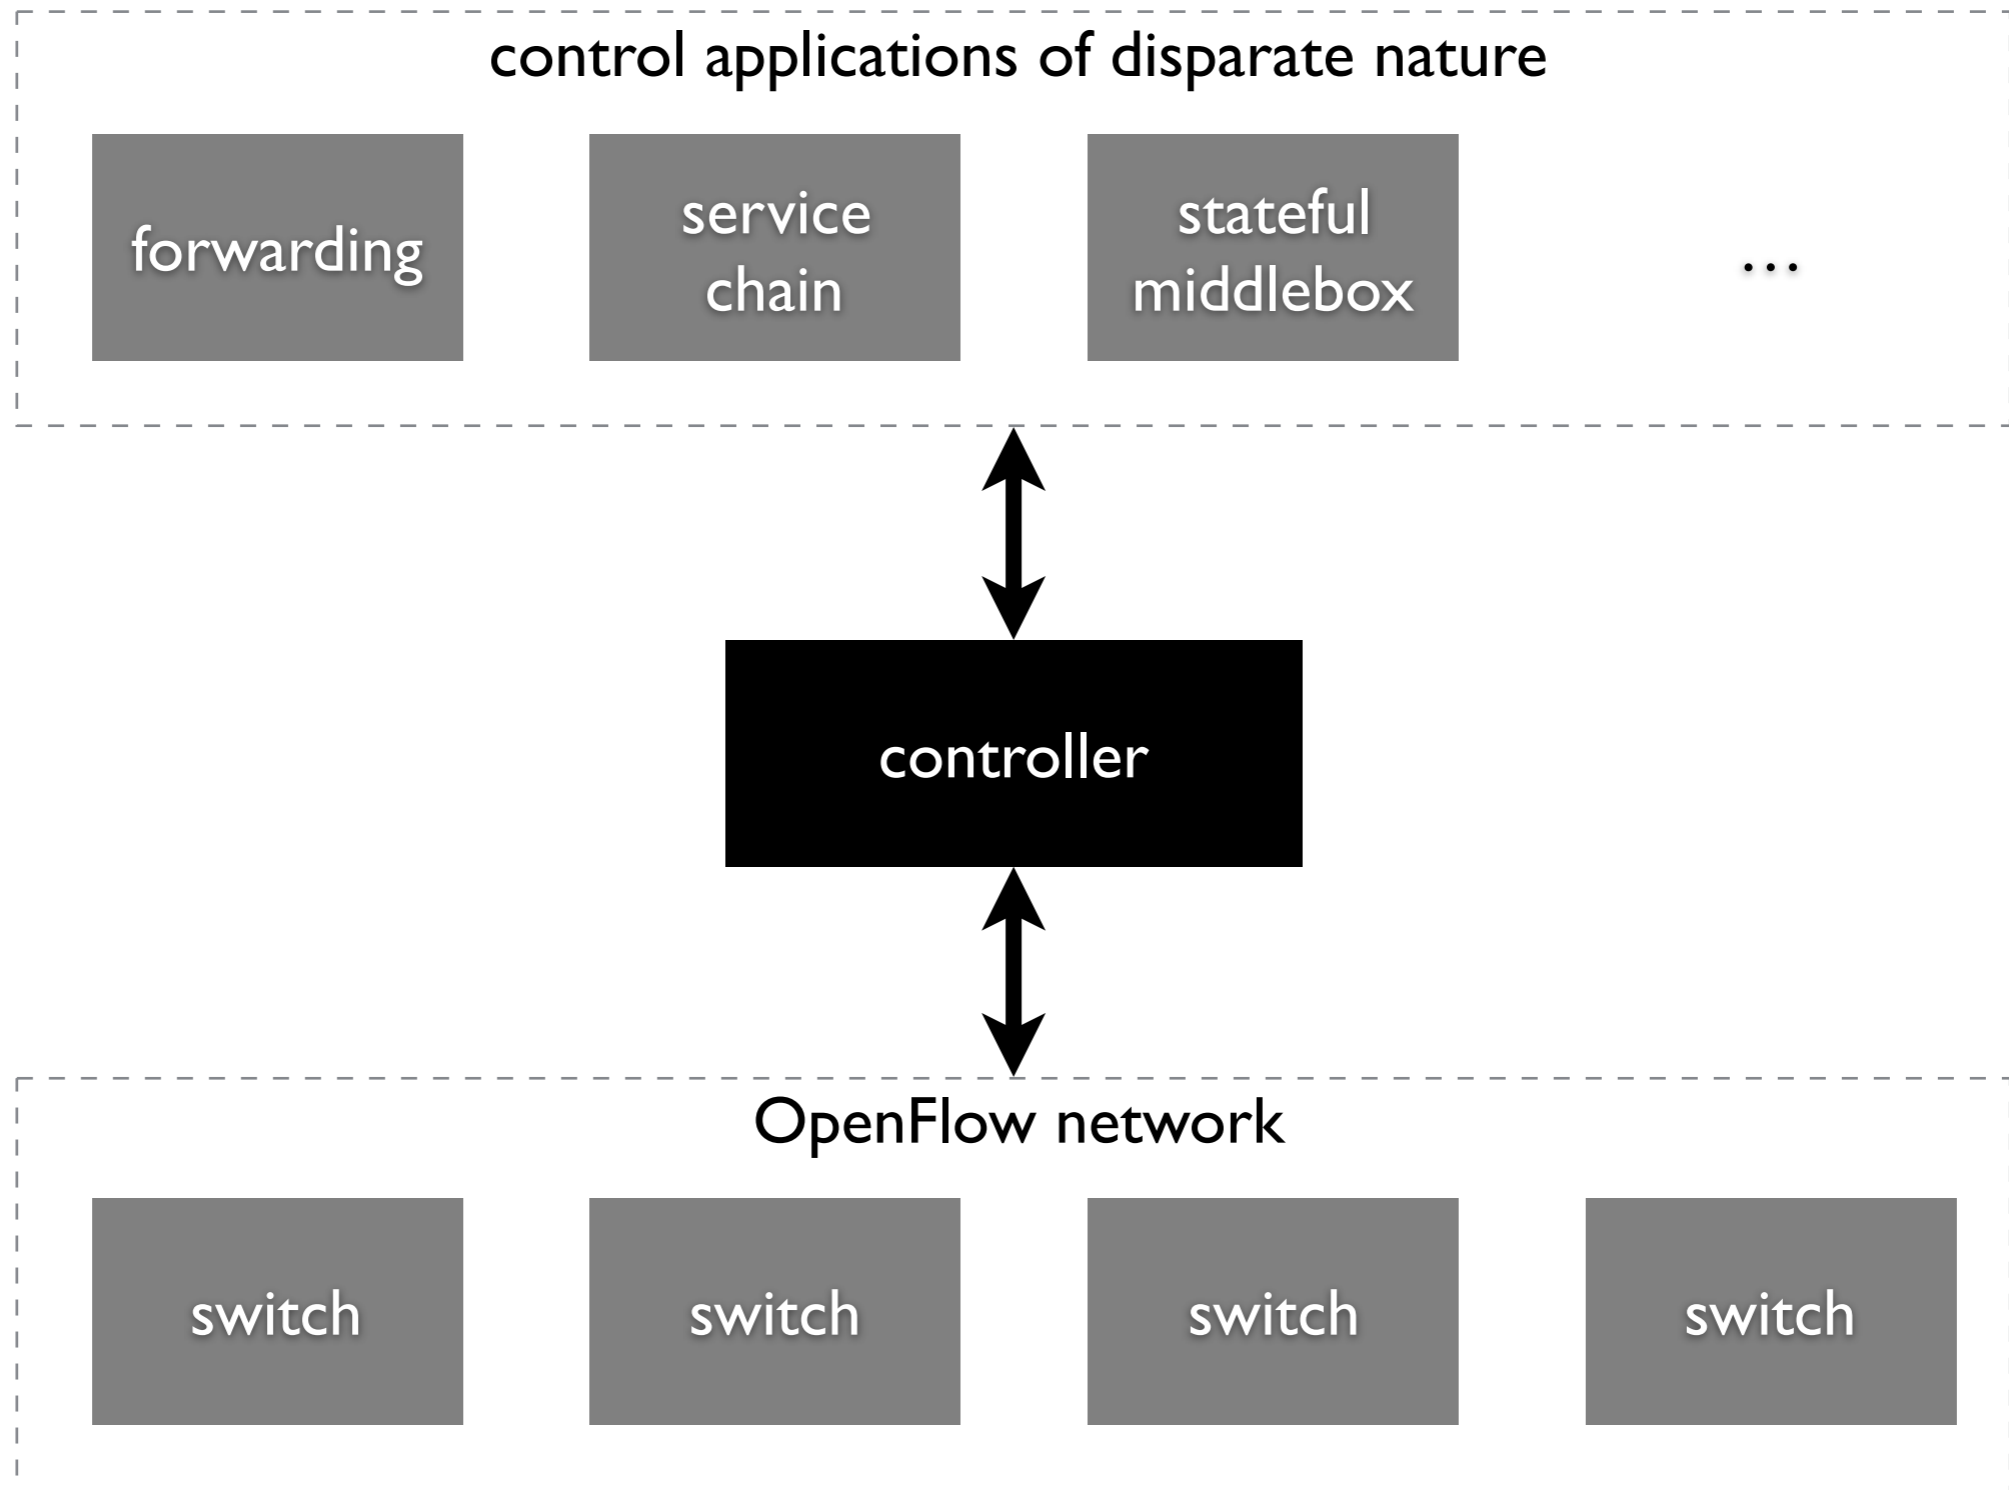 control applications of disparate nature
forwarding
service
chain
stateful
middlebox
...
controller
OpenFlow network
switch
switch
switch
switch